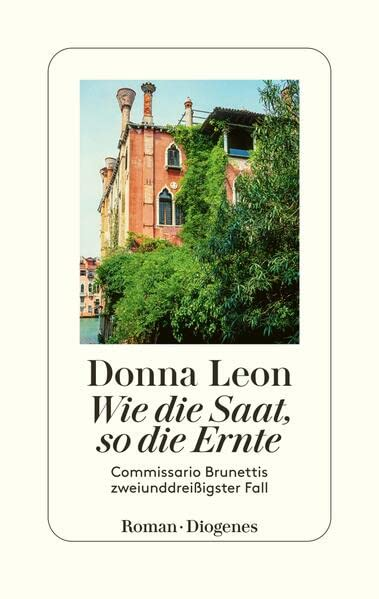 Donna Leon
Wie die Saat,
so die Ernte
Commissario Brunettis
zweiunddreißigster Fall
Roman · Diogenes